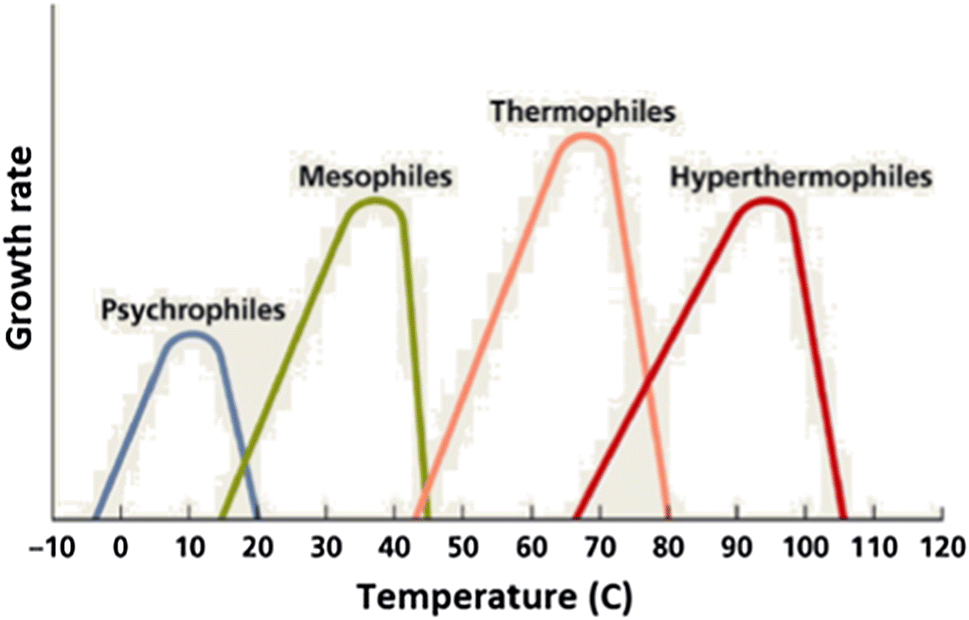 Thermophiles
Mesophiles
Hyperthermophiles
Psychrophiles
Growth rate
–10 0 10 20 30 40 50 60 70 80 90 100 110 120
Temperature (C)